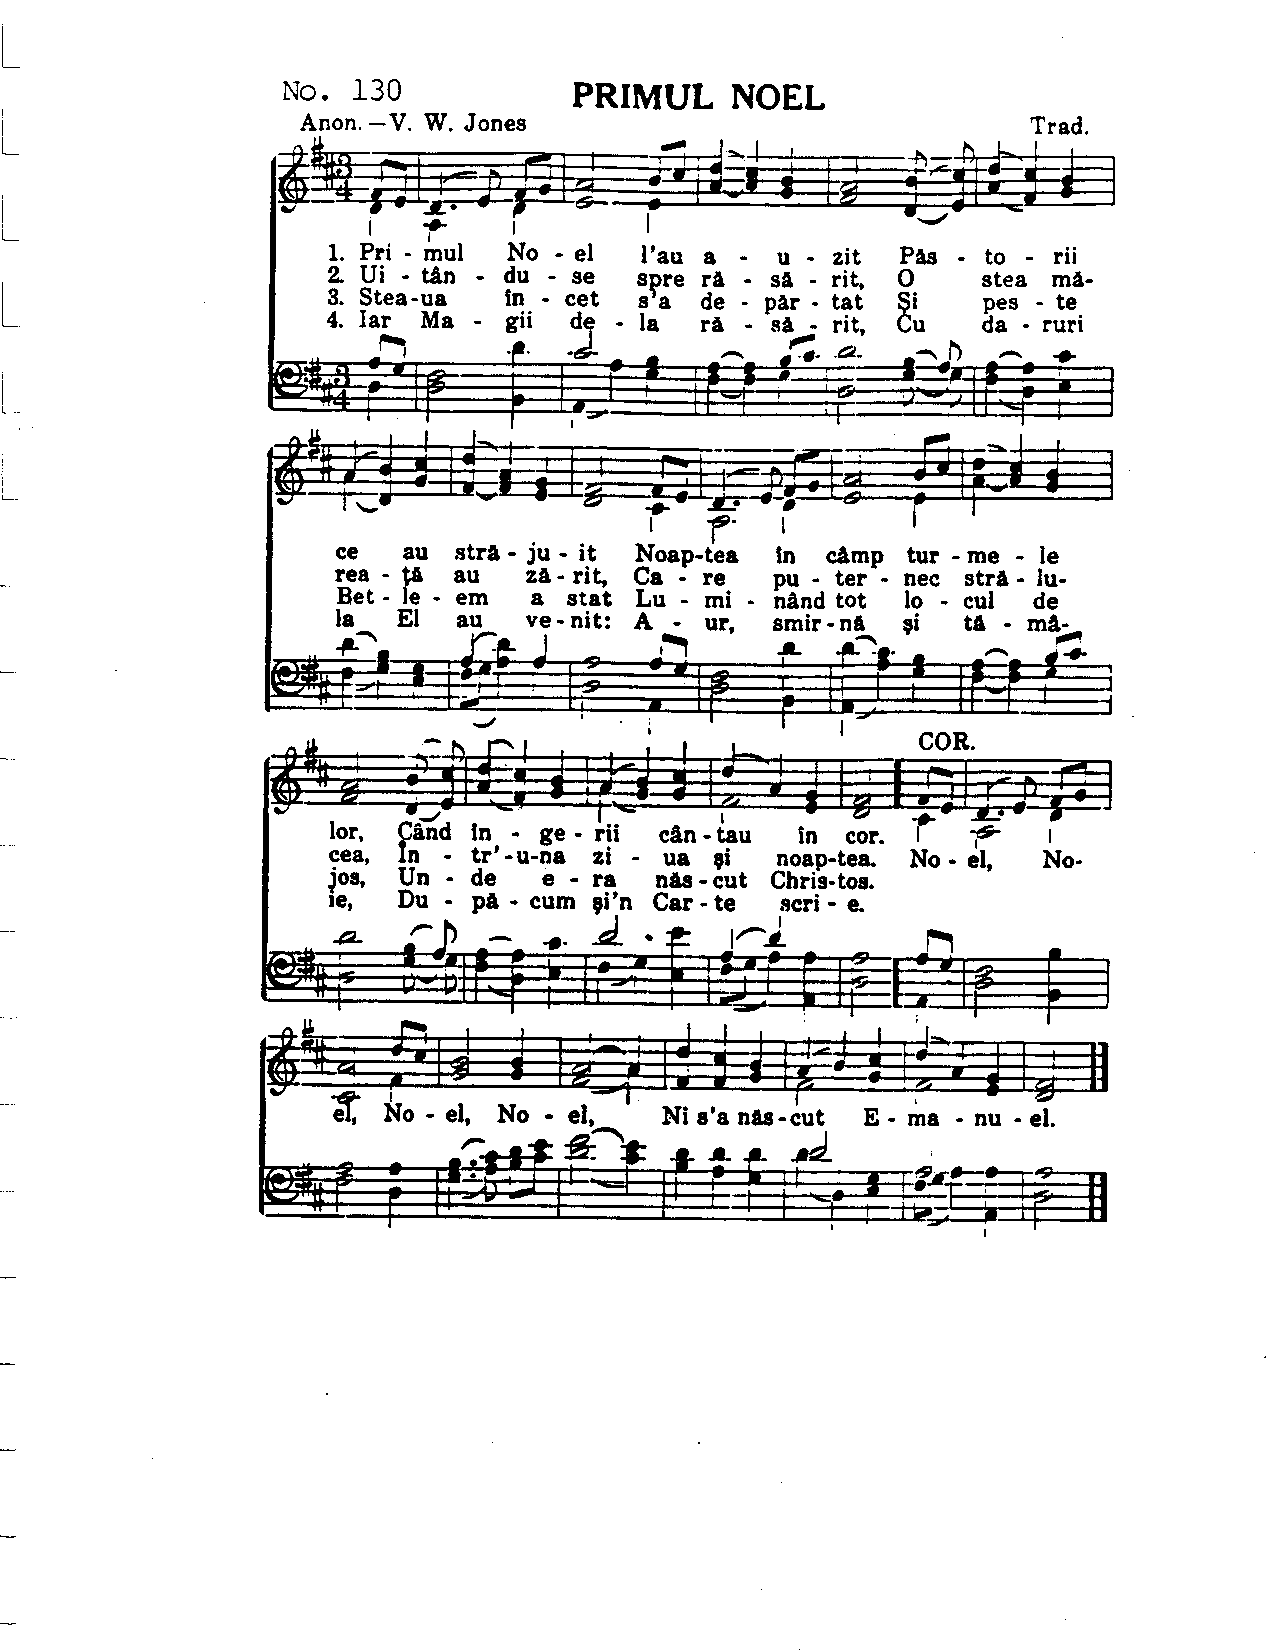 No. 130
PRIMUL NOEL
Anon. —V. W. Jones
Trad.
1. Pri - mul No - el l'au a - u - zit Păs - to - rii
2. Ui - tân - du - se spre ră - să - rit, O stea mă-
3. Stea-ua în - cet s'a de - păr - tat Și pes - te
4. Iar Ma - gii de - la ră - să - rit, Cu da - ruri
ce au stră - ju - it Noap-tea în câmp tur - me - le
rea - ță au ză - rit, Ca - re pu - ter - nec stră - lu-
Bet - le - em a stat Lu - mi - nând tot lo - cul de
la El au ve - nit: A - ur, smir - nă și tă - mâ-
COR.
lor, Când în - ge - rii cân - tau în cor.
cea, În - tr'-u-na zi - ua și noap-tea. No - el, No-
jos, Un - de e - ra năs - cut Chris-tos.
ie, Du - pă - cum și'n Car - te scri - e.
el, No - el, No - el, Ni s'a năs-cut E - ma - nu - el.